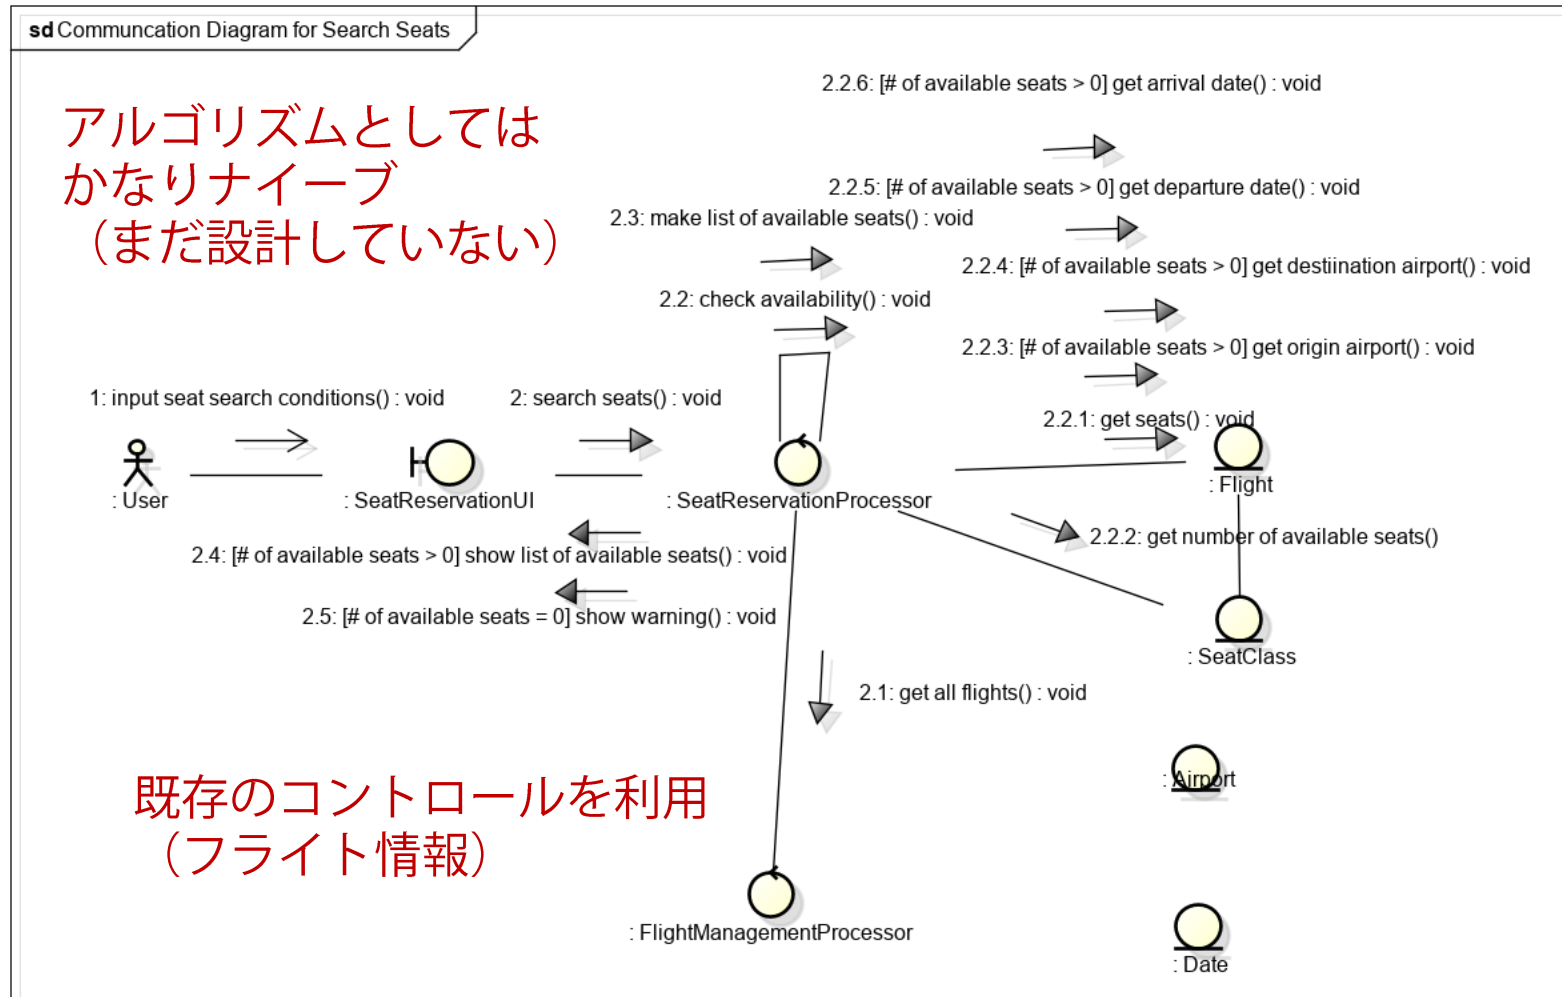 sd Communcation Diagram for Search Seats
2.2.6: [# of available seats > 0] get arrival date() : void
アルゴリズムとしては
かなりナイーブ
（まだ設計していない）
2.2.5: [# of available seats > 0] get departure date() : void
2.3: make list of available seats() : void
2.2.4: [# of available seats > 0] get destiination airport() : void
2.2: check availability() : void
2.2.3: [# of available seats > 0] get origin airport() : void
1: input seat search conditions() : void
2: search seats() : void
2.2.1: get seats() : void
: User
: SeatReservationUI
: SeatReservationProcessor
: Flight
2.2.2: get number of available seats()
2.4: [# of available seats > 0] show list of available seats() : void
2.5: [# of available seats = 0] show warning() : void
: SeatClass
2.1: get all flights() : void
: Airport
既存のコントロールを利用
（フライト情報）
: FlightManagementProcessor
: Date